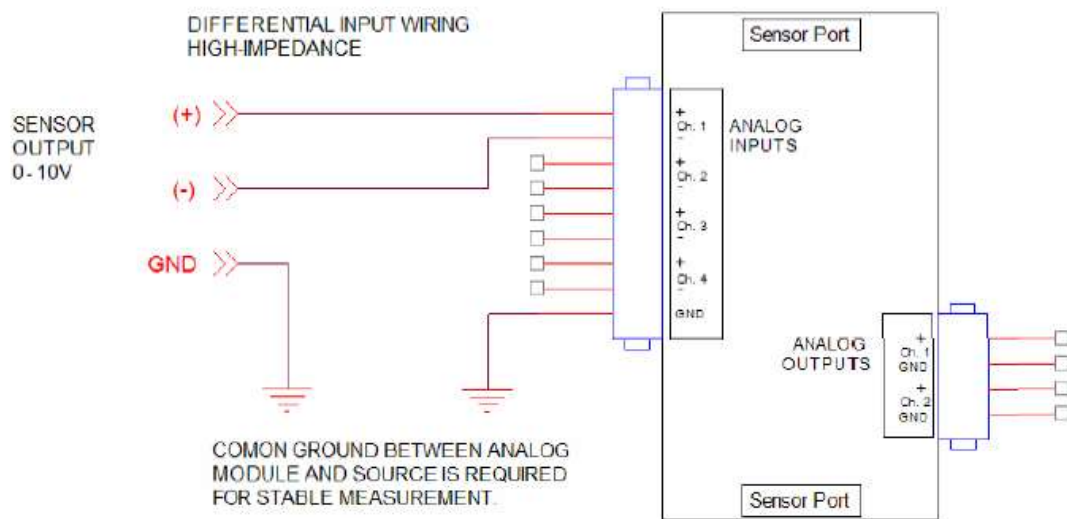 DIFFERENTIAL INPUT WIRING
HIGH-IMPEDANCE
Sensor Port
SENSOR
OUTPUT
0-10V
(+)
(-)
GND
+
Ch. 1
-
+
Ch. 2
-
+
Ch. 3
-
+
Ch. 4
-
GND
ANALOG
INPUTS
ANALOG
OUTPUTS
+
Ch. 1
GND
+
Ch. 2
GND
COMON GROUND BETWEEN ANALOG
MODULE AND SOURCE IS REQUIRED
FOR STABLE MEASUREMENT.
Sensor Port